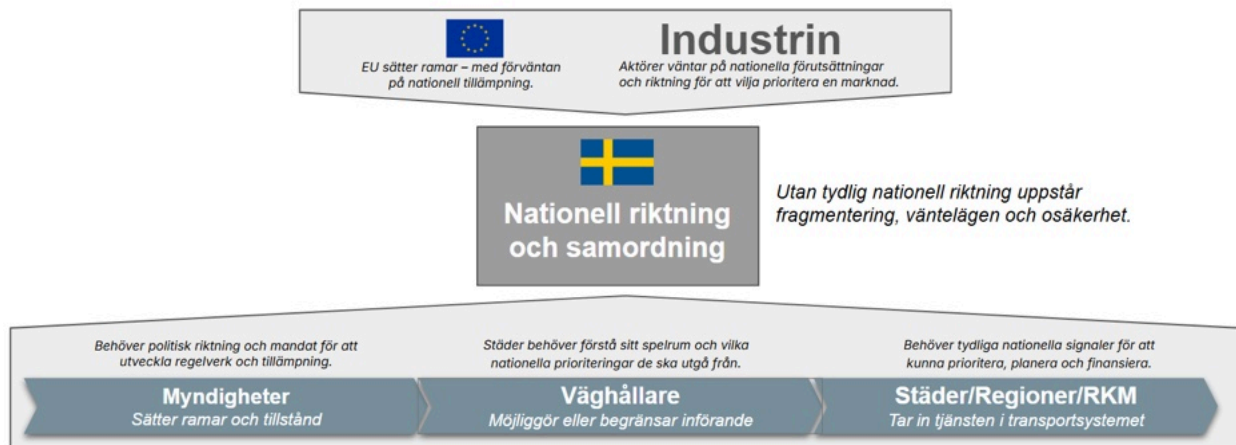 Industrin
EU sätter ramar – med förväntan
på nationell tillämpning.
Aktörer väntar på nationella förutsättningar
och riktning för att vilja prioritera en marknad.
Nationell riktning
och samordning
Utan tydlig nationell riktning uppstår
fragmentering, väntelägen och osäkerhet.
Behöver politisk riktning och mandat för att
utveckla regelverk och tillämpning.
Myndigheter
Sätter ramar och tillstånd
Städer behöver förstå sitt spelrum och vilka
nationella prioriteringar de ska utgå från.
Väghållare
Möjliggör eller begränsar införande
Behöver tydliga nationella signaler för att
kunna prioritera, planera och finansiera.
Städer/Regioner/RKM
Tar in tjänsten i transportsystemet